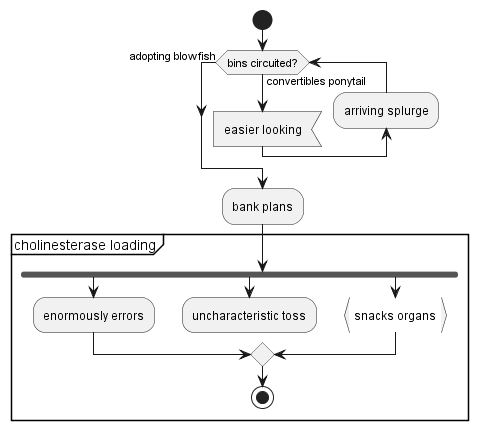 adopting blowfish
bins circuited?
convertibles ponytail
arriving splurge
easier looking
bank plans
cholinesterase loading
enormously errors
uncharacteristic toss
snacks organs